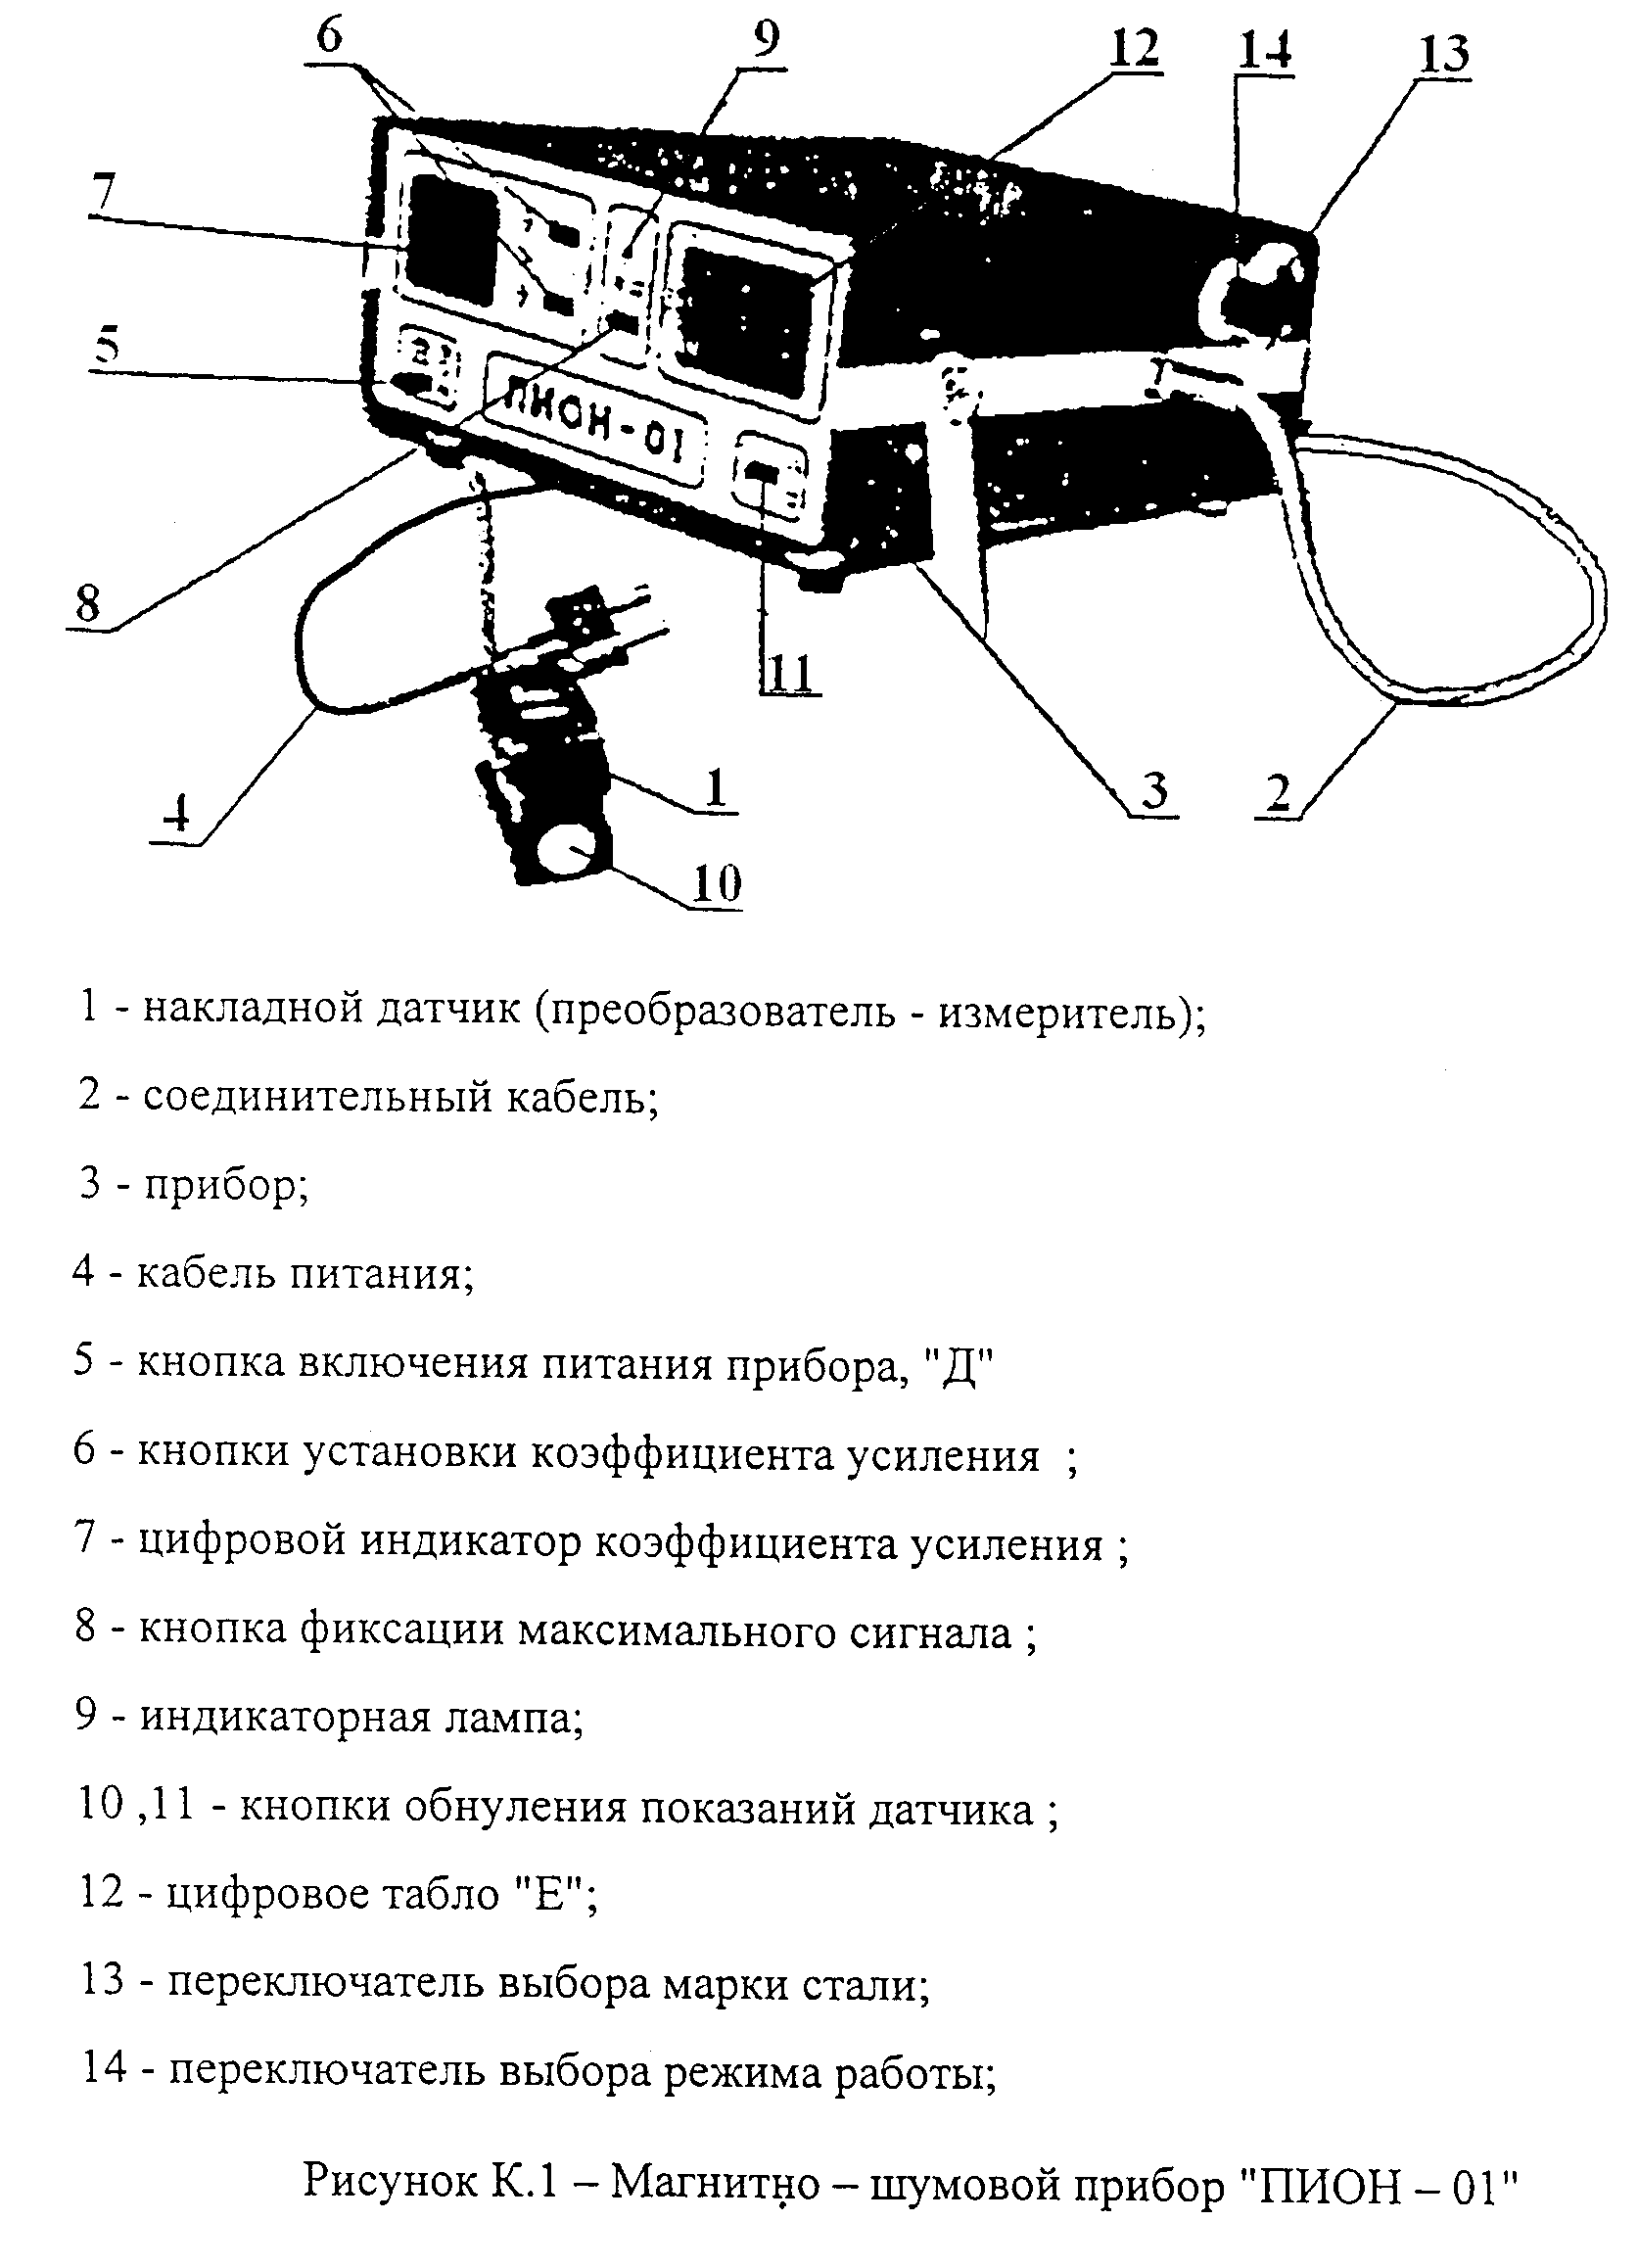 6 9 12 14 13
7
5
ПИОН-01
8
11
4 1 3 2
10
1 - накладной датчик (преобразователь - измеритель);
2 - соединительный кабель;
3 - прибор;
4 - кабель питания;
5 - кнопка включения питания прибора, "Д"
6 - кнопки установки коэффициента усиления ;
7 - цифровой индикатор коэффициента усиления ;
8 - кнопка фиксации максимального сигнала ;
9 - индикаторная лампа;
10 ,11 - кнопки обнуления показаний датчика ;
12 - цифровое табло "Е";
13 - переключатель выбора марки стали;
14 - переключатель выбора режима работы;
Рисунок К.1 – Магнитно – шумовой прибор "ПИОН – 01"